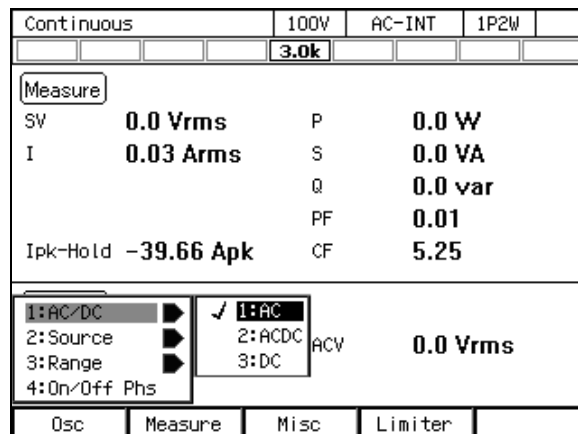 Continuous 100V AC-INT 1P2W
3.0k
Measure
SV 0.0 Vrms P 0.0 W
I 0.03 Arms S 0.0 VA
Q 0.0 var
PF 0.01
Ipk-Hold -39.66 Apk CF 5.25
1:AC/DC ✓ 1:AC
2:Source 2:ACDC ACV 0.0 Vrms
3:Range 3:DC
4:On/Off Phs
Osc Measure Misc Limiter